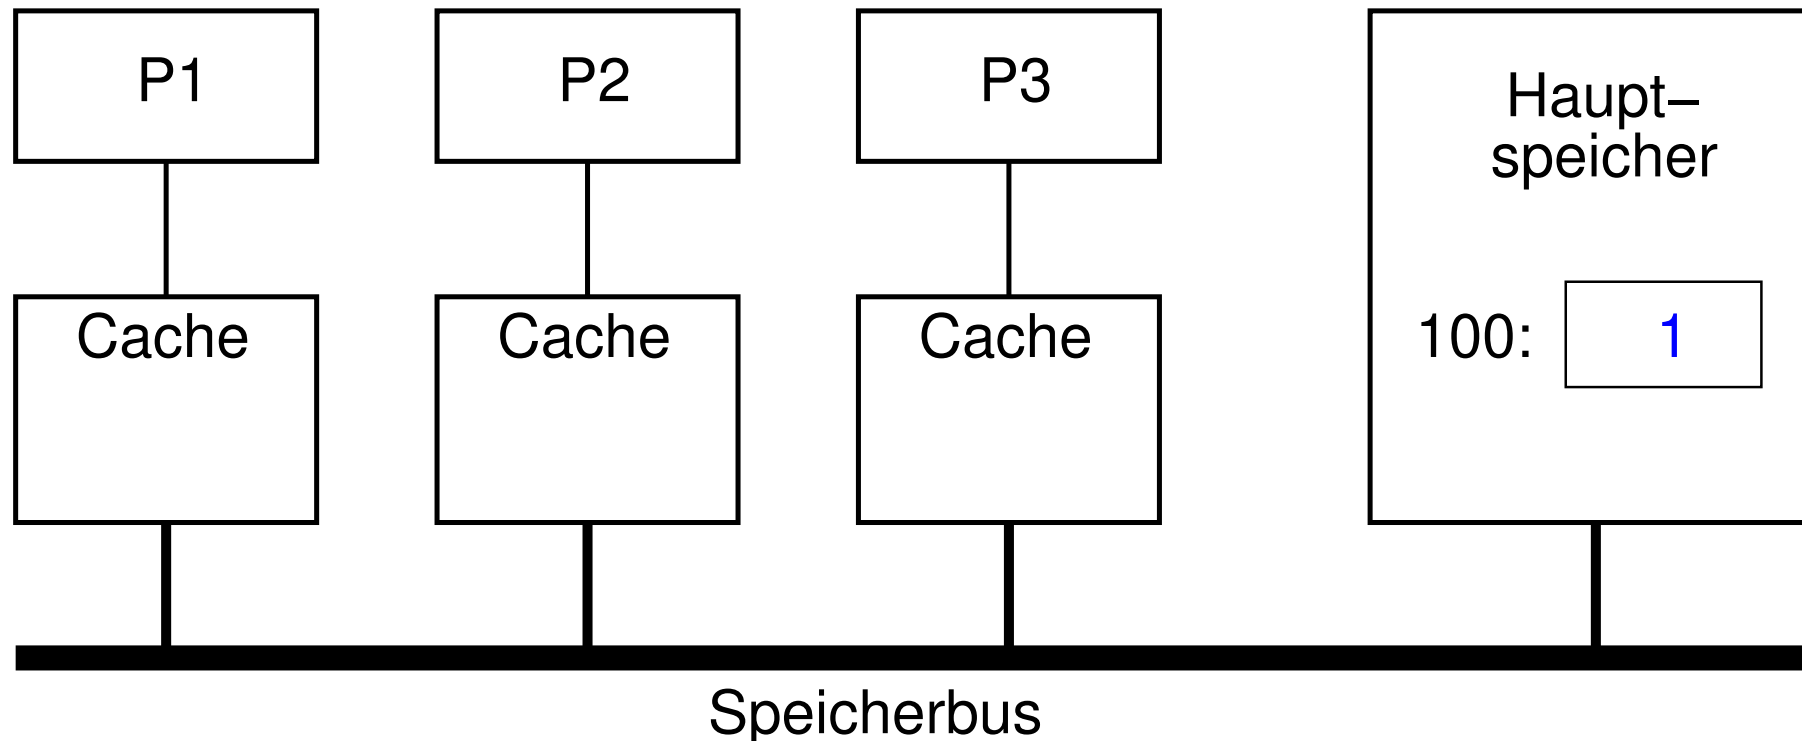 P1
P2
P3
Haupt–
speicher
Cache
Cache
Cache
100:
1
Speicherbus